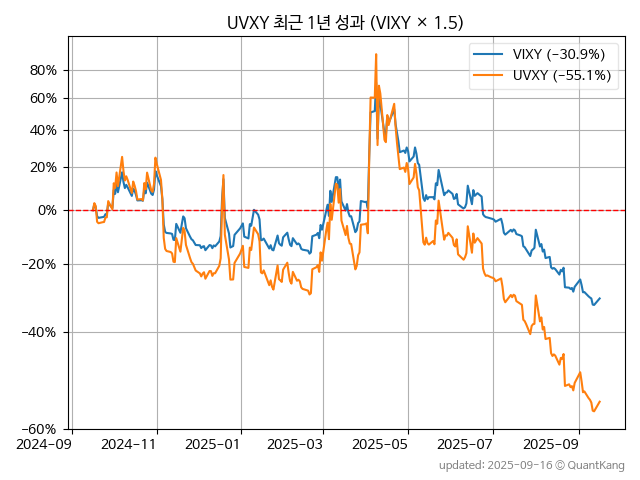 UVXY 최근 1년 성과 (VIXY × 1.5)
VIXY (−30.9%)
UVXY (−55.1%)
80%
60%
40%
20%
0%
−20%
−40%
−60%
2024-09 2024-11 2025-01 2025-03 2025-05 2025-07 2025-09
updated: 2025-09-16 © QuantKang